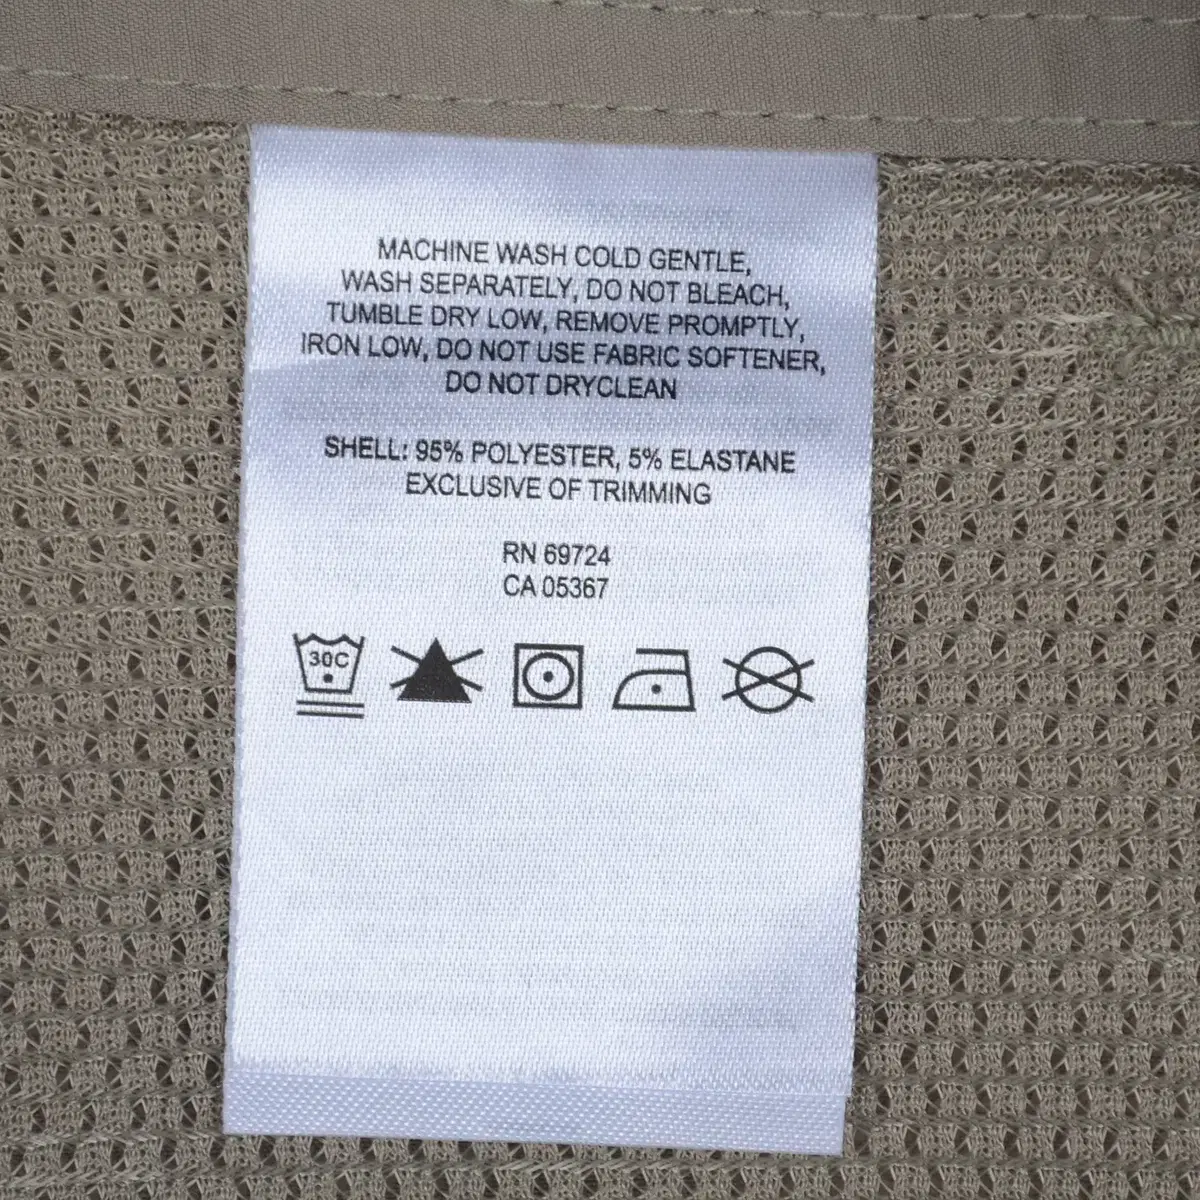 MACHINE WASH COLD GENTLE,
WASH SEPARATELY, DO NOT BLEACH,
TUMBLE DRY LOW, REMOVE PROMPTLY,
IRON LOW, DO NOT USE FABRIC SOFTENER,
DO NOT DRYCLEAN
SHELL: 95% POLYESTER, 5% ELASTANE
EXCLUSIVE OF TRIMMING
RN 69724
CA 05367
30C